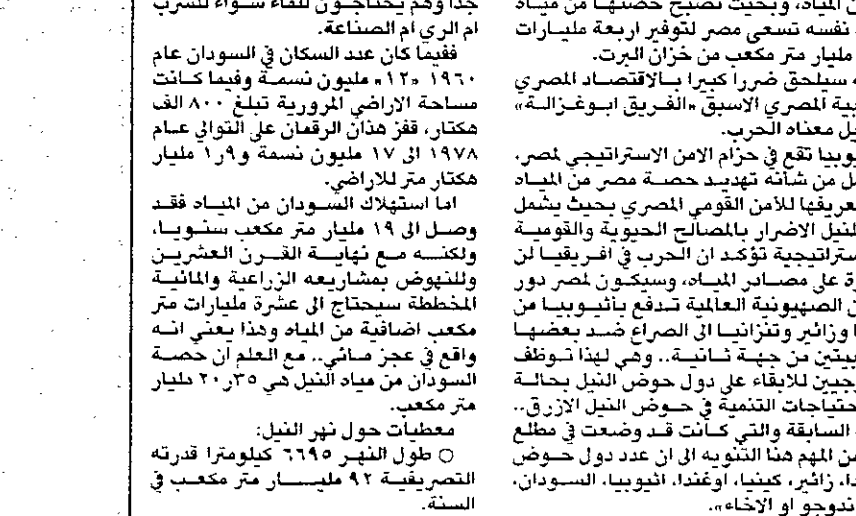 ن المياه، وبحيث تصبح حصتها من مياه
نفسه تسعى مصر لتوفير اربعة مليارات
مليار متر مكعب من خزان البرت.
ه سيلحق ضررا كبيرا بالاقتصاد المصري
بية المصري الاسبق «الفريق ابوغزالة»
يل معناه الحرب.
يوبيا تقع في حزام الامن الاستراتيجي لمصر،
ل من شأنه تهديد حصة مصر من المياه
عريفها للأمن القومي المصري بحيث يشمل
لنيل الاضرار بالمصالح الحيوية والقومية
ستراتيجية تؤكد ان الحرب في افريقيا لن
رة على مصادر المياه، وسيكون لمصر دور
ن الصهيونية العالمية تدفع بأثيوبيا من
ا وزائير وتنزانيا الى الصراع ضد بعضها
بيتين من جهة ثانية.. وهي لهذا توظف
جيين للابقاء على دول حوض النيل بحالة
حتياجات التنمية في حوض النيل الازرق..
السابقة والتي كانت قد وضعت في مطلع
من المهم هنا التنويه الى ان عدد دول حوض
دا، زائير، كينيا، اوغندا، اثيوبيا، السودان،
ندوجو او الاخاء».
جدا وهم يحتاجون للماء سواء للشرب
ام الري ام الصناعة.
ففيما كان عدد السكان في السودان عام
١٩٦٠ «١٢» مليون نسمة وفيما كانت
مساحة الاراضي المروربة تبلغ ٨٠٠ الف
هكتار، قفز هذان الرقمان على التوالي عام
١٩٧٨ الى ١٧ مليون نسمة و١٫٩ مليار
هكتار متر للاراضي.
اما استهلاك السودان من المياه فقد
وصل الى ١٩ مليار متر مكعب سنويا،
ولكنه مع نهاية القرن العشرين
وللنهوض بمشاريعه الزراعية والمائية
المخططة سيحتاج الى عشرة مليارات متر
مكعب اضافية من المياه وهذا يعني انه
واقع في عجز مائي.. مع العلم ان حصة
السودان من مياه النيل هي ٢٠٫٣٥ مليار
متر مكعب.
معطيات حول نهر النيل:
○ طول النهر ٦٦٩٥ كيلومترا قدرته
التصريفية ٩٢ مليار متر مكعب في
السنة.